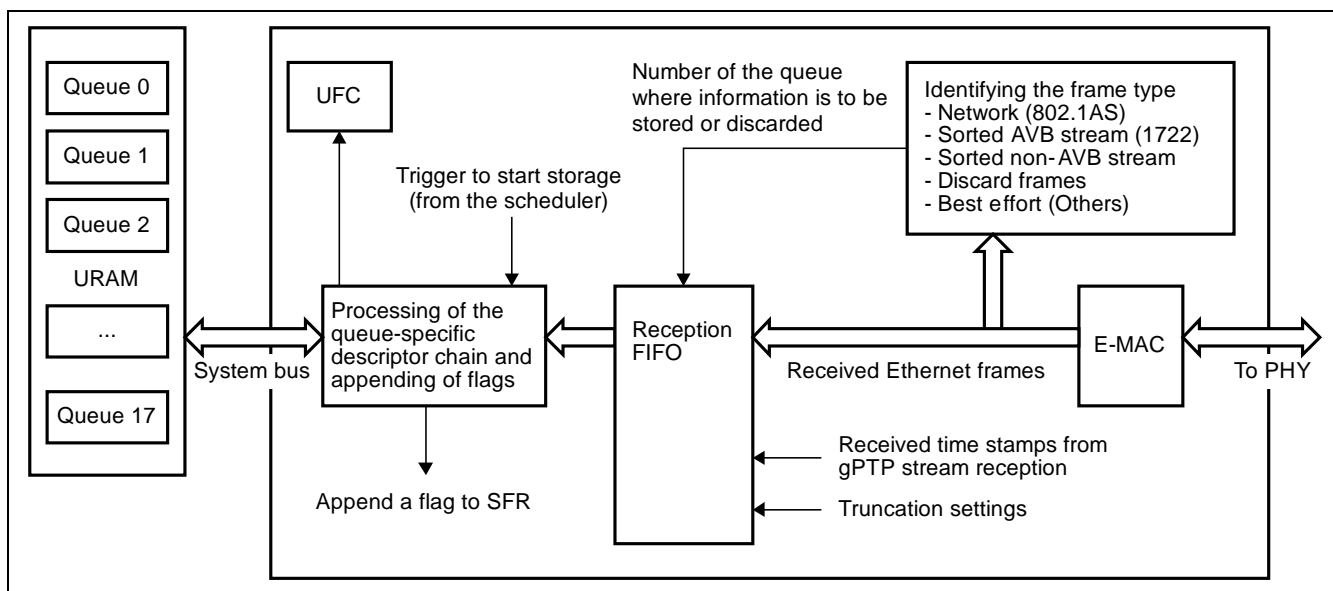 Queue 0
Queue 1
Queue 2
URAM
...
Queue 17
System bus
UFC
Trigger to start storage
(from the scheduler)
Processing of the
queue-specific
descriptor chain and
appending of flags
Append a flag to SFR
Number of the queue
where information is to be
stored or discarded
Reception
FIFO
Identifying the frame type
- Network (802.1AS)
- Sorted AVB stream (1722)
- Sorted non-AVB stream
- Discard frames
- Best effort (Others)
Received Ethernet frames
E-MAC
To PHY
Received time stamps from
gPTP stream reception
Truncation settings